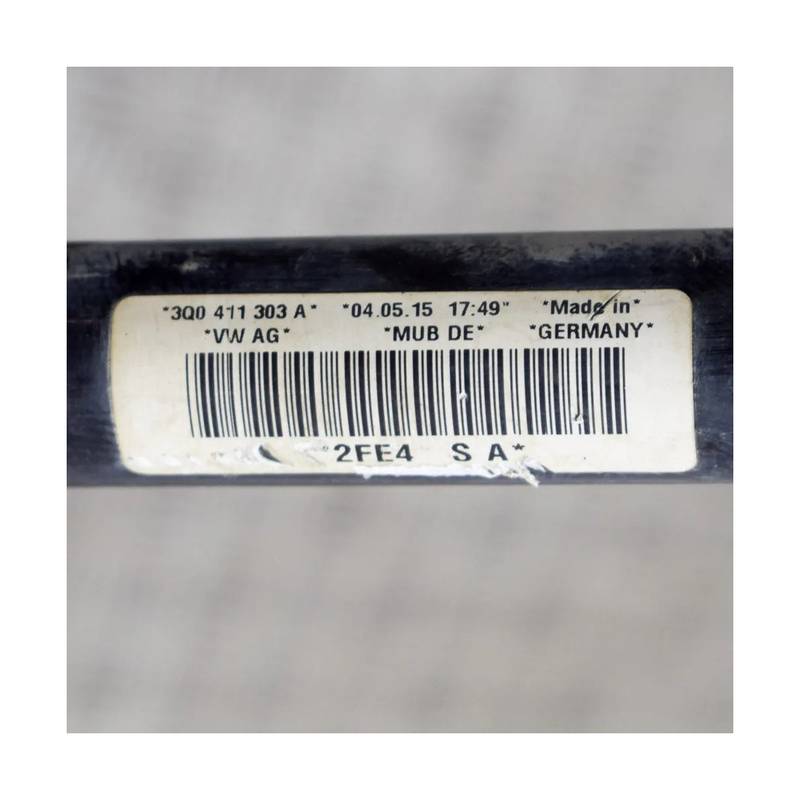 *3Q0 411 303 A* *04.05.15 17:49* *Made in*
*VW AG* *MUB DE* *GERMANY*
*2FE4 S A*